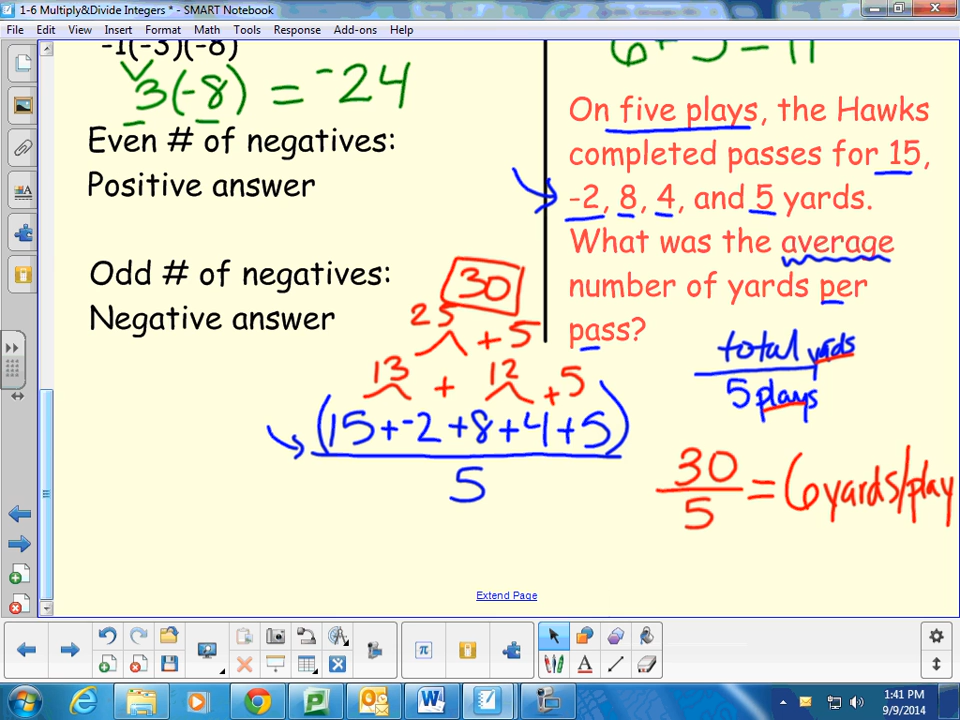 1-6 Multiply&Divide Integers * - SMART Notebook
File Edit View Insert Format Tools Math Response Add-ons Help
-1(-3)(-8)
3(-8) = -24
Even # of negatives:
Positive answer
Odd # of negatives:
Negative answer
30
25 + 5
13 + 12 + 5
(15+-2+8+4+5)
5
6+5=11
On five plays, the Hawks
completed passes for 15,
-2, 8, 4, and 5 yards.
What was the average
number of yards per
pass?
total yards
5 plays
30
5
= 6 yards/play
Extend Page
1:41 PM
9/9/2014